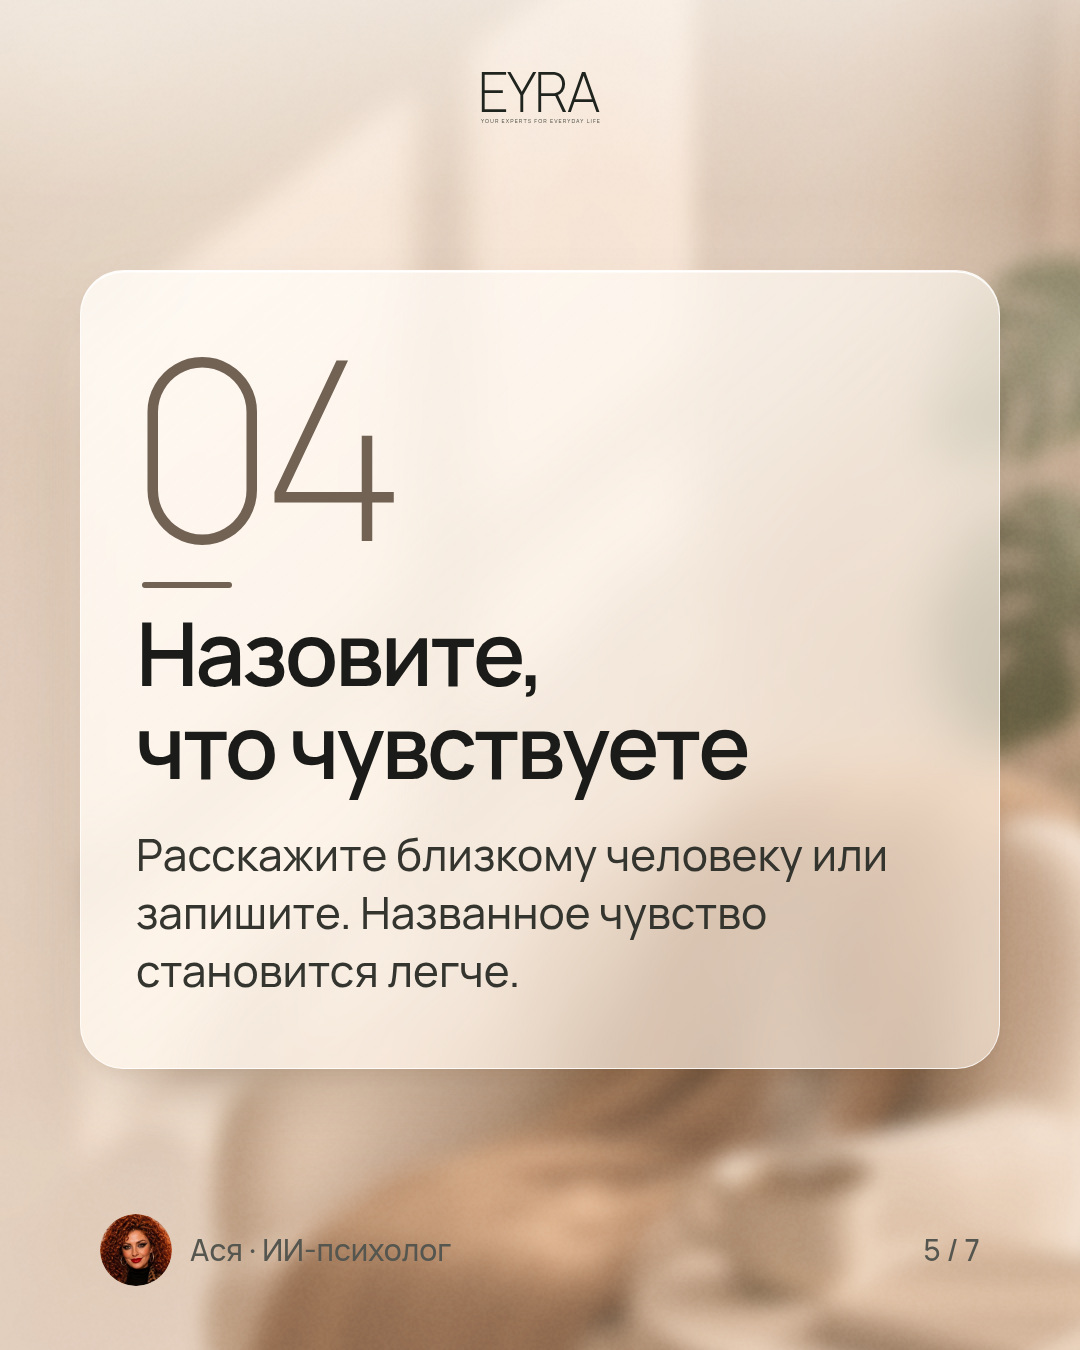 EYRA
YOUR EXPERTS FOR EVERYDAY LIFE
04
Назовите,
что чувствуете
Расскажите близкому человеку или
запишите. Названное чувство
становится легче.
Ася · ИИ-психолог
5 / 7